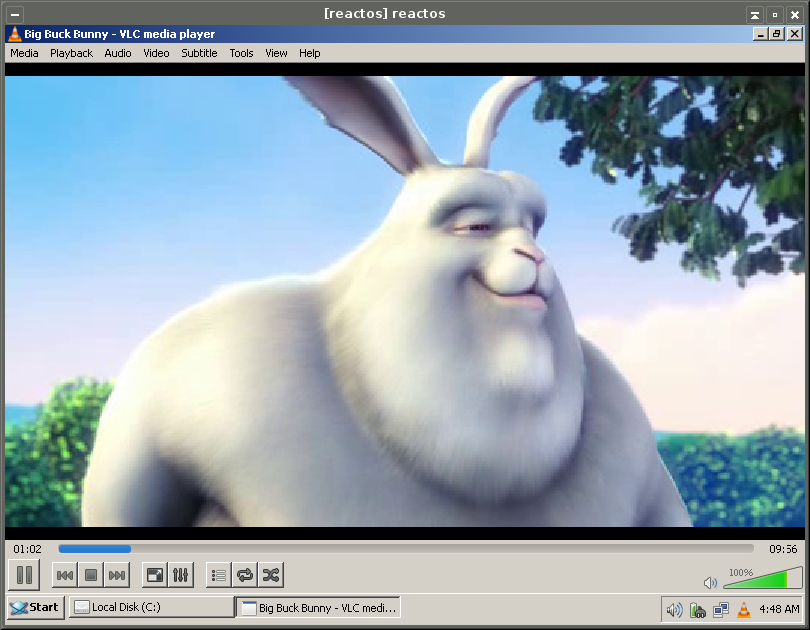 [reactos] reactos
Big Buck Bunny - VLC media player
Media Playback Audio Video Subtitle Tools View Help
01:02 09:56
100%
Start Local Disk (C:) Big Buck Bunny - VLC medi... 4:48 AM